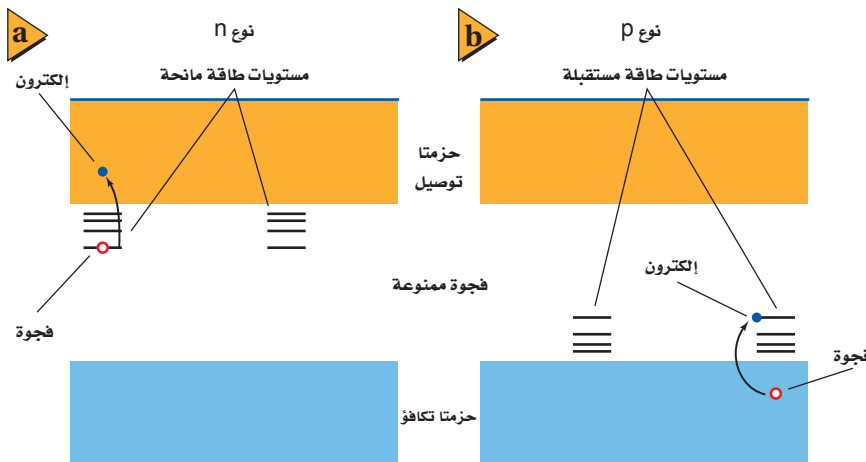 a
نوع n
b
نوع p
مستويات طاقة مانحة
مستويات طاقة مستقبلة
إلكترون
حزمتا
توصيل
إلكترون
فجوة ممنوعة
فجوة
فجوة
حزمتا تكافؤ